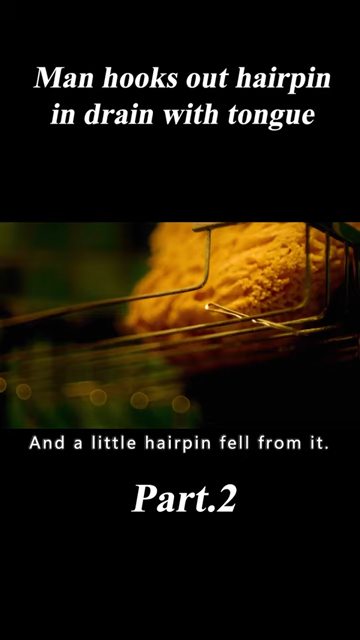 Man hooks out hairpin
in drain with tongue
And a little hairpin fell from it.
Part.2